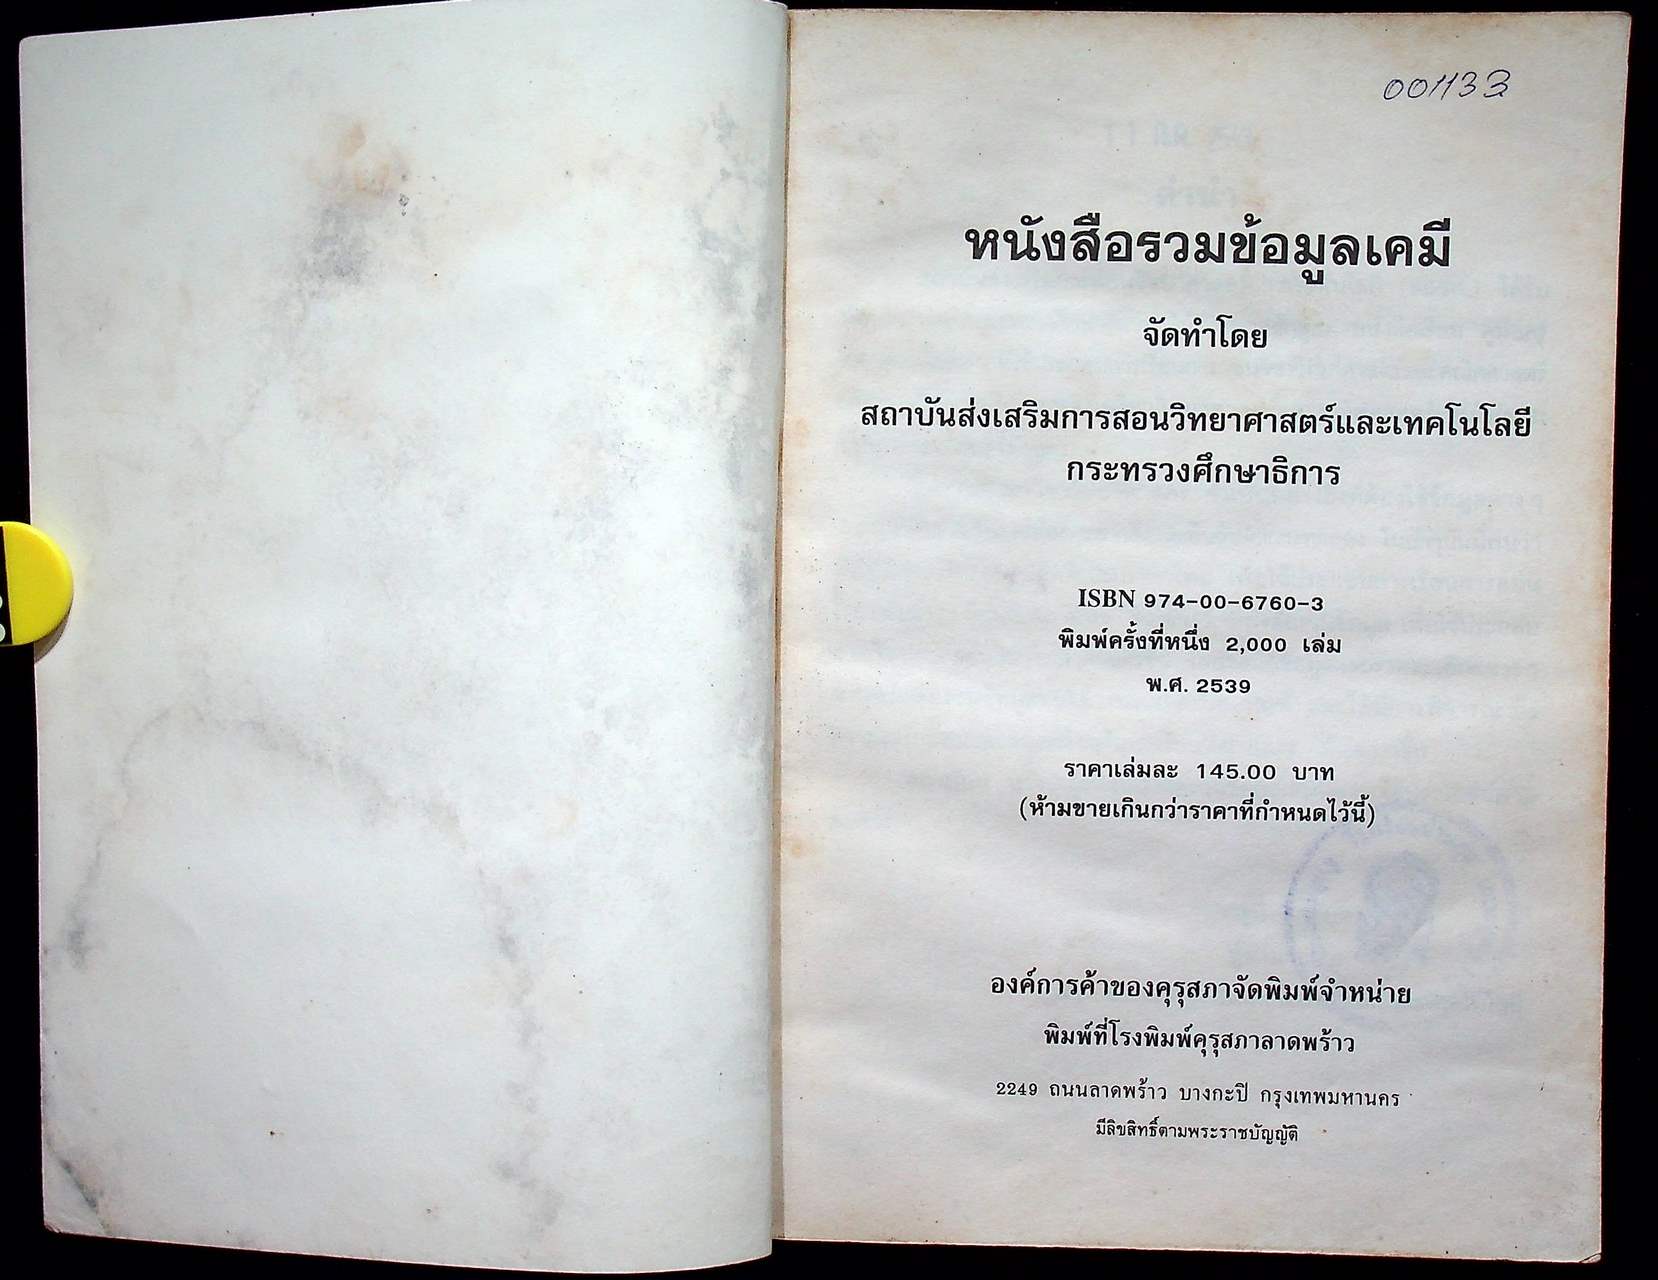 001133
หนังสือรวมข้อมูลเคมี
จัดทำโดย
สถาบันส่งเสริมการสอนวิทยาศาสตร์และเทคโนโลยี
กระทรวงศึกษาธิการ
ISBN 974-00-6760-3
พิมพ์ครั้งที่หนึ่ง 2,000 เล่ม
พ.ศ. 2539
ราคาเล่มละ 145.00 บาท
(ห้ามขายเกินกว่าราคาที่กำหนดไว้นี้)
องค์การค้าของคุรุสภาจัดพิมพ์จำหน่าย
พิมพ์ที่โรงพิมพ์คุรุสภาลาดพร้าว
2249 ถนนลาดพร้าว บางกะปิ กรุงเทพมหานคร
มีลิขสิทธิ์ตามพระราชบัญญัติ